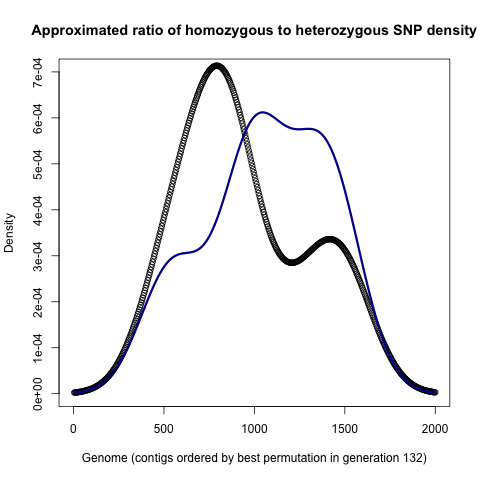 Approximated ratio of homozygous to heterozygous SNP density
7e-04
6e-04
5e-04
4e-04
3e-04
2e-04
1e-04
0e+00
Density
0 500 1000 1500 2000
Genome (contigs ordered by best permutation in generation 132)